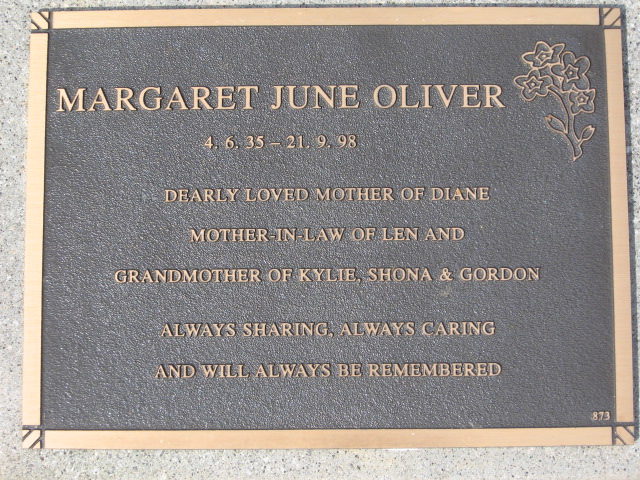 MARGARET JUNE OLIVER
4. 6. 35 – 21. 9. 98
DEARLY LOVED MOTHER OF DIANE
MOTHER-IN-LAW OF LEN AND
GRANDMOTHER OF KYLIE, SHONA & GORDON
ALWAYS SHARING, ALWAYS CARING
AND WILL ALWAYS BE REMEMBERED
873